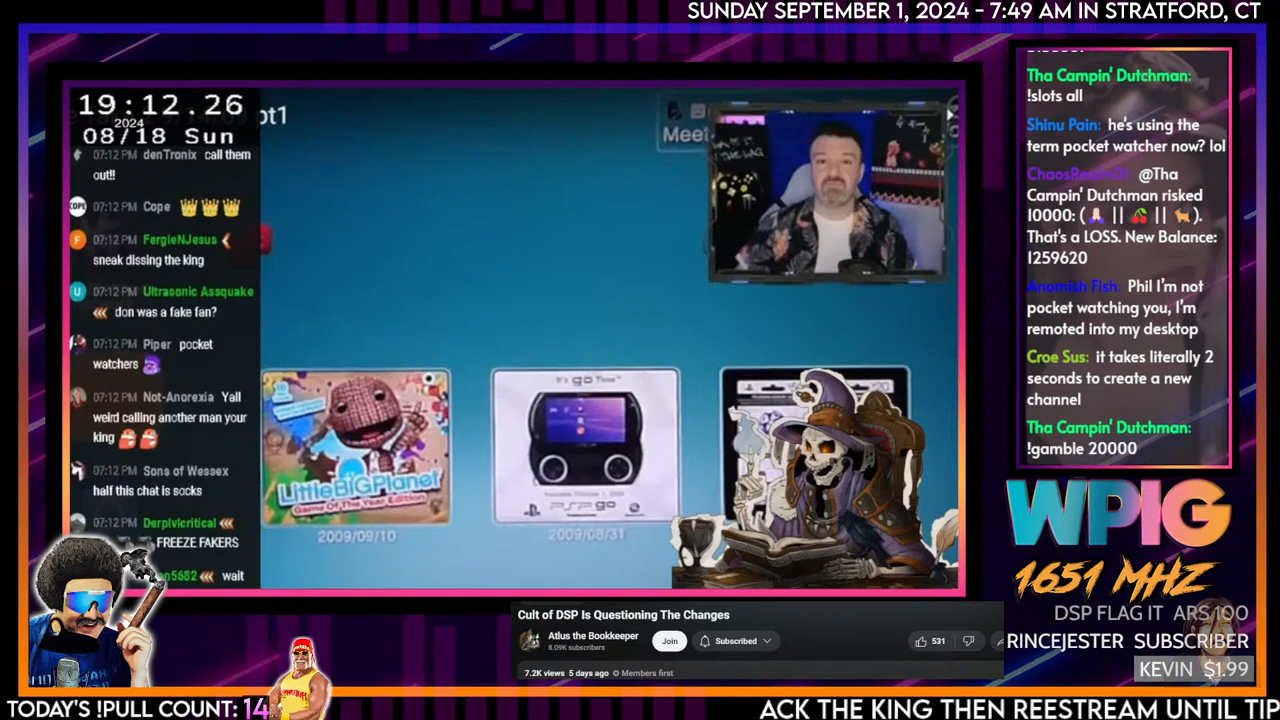 SUNDAY SEPTEMBER 1, 2024 - 7:49 AM IN STRATFORD, CT
19:12.26
2024
08/18 Sun
pt1
07:12 PM denTronix call them
out!!
07:12 PM Cope
07:12 PM FergieNJesus
sneak dissing the king
07:12 PM Ultrasonic Assquake
don was a fake fan?
07:12 PM Piper pocket
watchers
07:12 PM Not-Anorexia Yall
weird calling another man your
king
07:12 PM Sons of Wessex
half this chat is socks
07:12 PM Derplvlcritical
FREEZE FAKERS
wait
COPE
Meet
LittleBIGPlanet
Game Of The Year Edition
2009/09/10
It's go Time
PSP go
2009/08/31
Tha Campin' Dutchman:
!slots all
Shinu Pain: he's using the
term pocket watcher now? lol
@Tha
Campin' Dutchman risked
10000: ( || || ).
That's a LOSS. New Balance:
1259620
Anomish Fish: Phil I'm not
pocket watching you, I'm
remoted into my desktop
Croe Sus: it takes literally 2
seconds to create a new
channel
Tha Campin' Dutchman:
!gamble 20000
WPIG
1651 MHZ
DSP FLAG IT ARS 100
RINCEJESTER SUBSCRIBER
KEVIN $1.99
Cult of DSP Is Questioning The Changes
Atlus the Bookkeeper
8.09K subscribers
Join
Subscribed
531
7.2K views 5 days ago Members first
TODAY'S !PULL COUNT: 14
ACK THE KING THEN REESTREAM UNTIL TIP